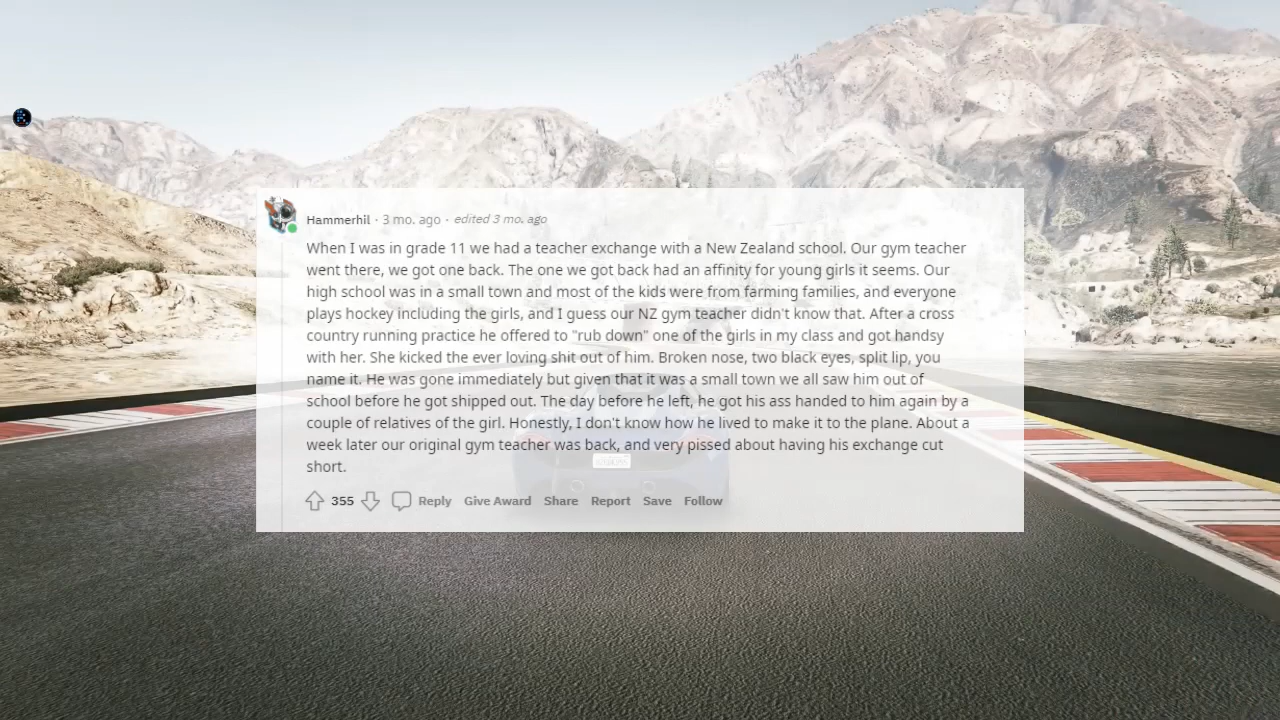 Hammerhil · 3 mo. ago · edited 3 mo. ago
When I was in grade 11 we had a teacher exchange with a New Zealand school. Our gym teacher
went there, we got one back. The one we got back had an affinity for young girls it seems. Our
high school was in a small town and most of the kids were from farming families, and everyone
plays hockey including the girls, and I guess our NZ gym teacher didn't know that. After a cross
country running practice he offered to "rub down" one of the girls in my class and got handsy
with her. She kicked the ever loving shit out of him. Broken nose, two black eyes, split lip, you
name it. He was gone immediately but given that it was a small town we all saw him out of
school before he got shipped out. The day before he left, he got his ass handed to him again by a
couple of relatives of the girl. Honestly, I don't know how he lived to make it to the plane. About a
week later our original gym teacher was back, and very pissed about having his exchange cut
short.
355 Reply Give Award Share Report Save Follow